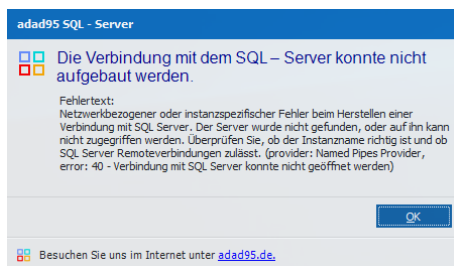 adad95 SQL - Server
Die Verbindung mit dem SQL – Server konnte nicht
aufgebaut werden.
Fehlertext:
Netzwerkbezogener oder instanzspezifischer Fehler beim Herstellen einer
Verbindung mit SQL Server. Der Server wurde nicht gefunden, oder auf ihn kann
nicht zugegriffen werden. Überprüfen Sie, ob der Instanzname richtig ist und ob
SQL Server Remoteverbindungen zulässt. (provider: Named Pipes Provider,
error: 40 - Verbindung mit SQL Server konnte nicht geöffnet werden)
OK
Besuchen Sie uns im Internet unter adad95.de.